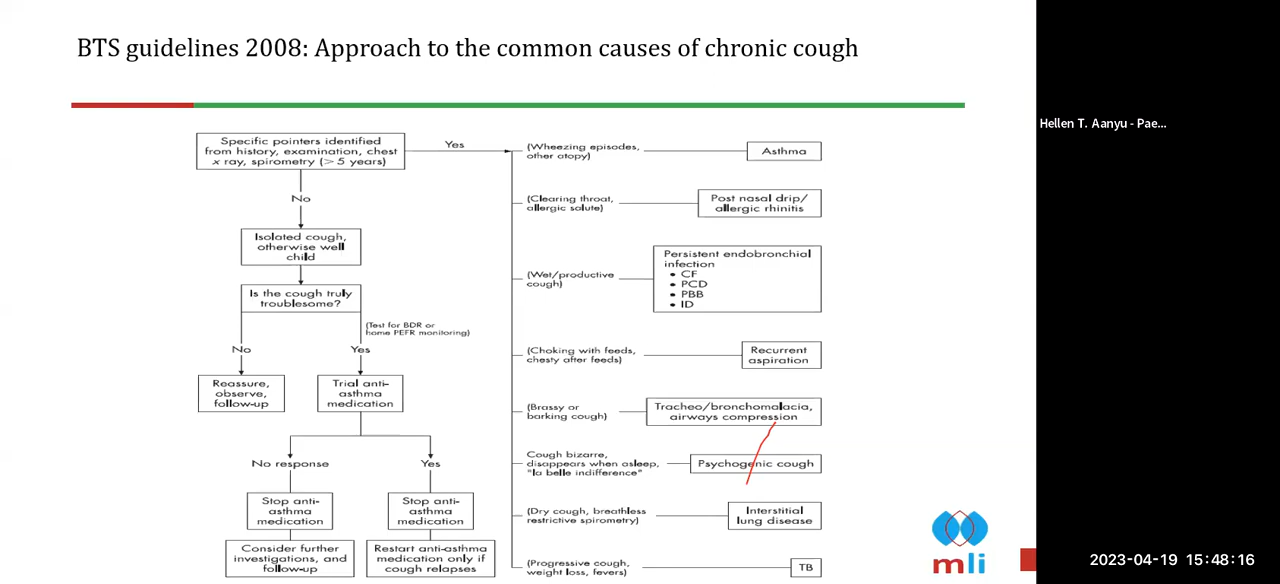 BTS guidelines 2008: Approach to the common causes of chronic cough
Hellen T. Aanyu - Pae...
Specific pointers identified
from history, examination, chest
x ray, spirometry (> 5 years)
Yes
No
Isolated cough,
otherwise well
child
Is the cough truly
troublesome?
(Test for BDR or
home PEFR monitoring)
No
Yes
Reassure,
observe,
follow-up
Trial anti-
asthma
medication
No response
Yes
Stop anti-
asthma
medication
Stop anti-
asthma
medication
Consider further
investigations, and
follow-up
Restart anti-asthma
medication only if
cough relapses
(Wheezing episodes,
other atopy)
Asthma
(Clearing throat,
allergic salute)
Post nasal drip/
allergic rhinitis
(Wet/productive
cough)
Persistent endobronchial
infection
• CF
• PCD
• PBB
• ID
(Choking with feeds,
chesty after feeds)
Recurrent
aspiration
(Brassy or
barking cough)
Tracheo/bronchomalacia,
airways compression
Cough bizarre,
disappears when asleep,
"la belle indifference"
Psychogenic cough
(Dry cough, breathless
restrictive spirometry)
Interstitial
lung disease
(Progressive cough,
weight loss, fevers)
TB
mli
2023-04-19 15:48:16